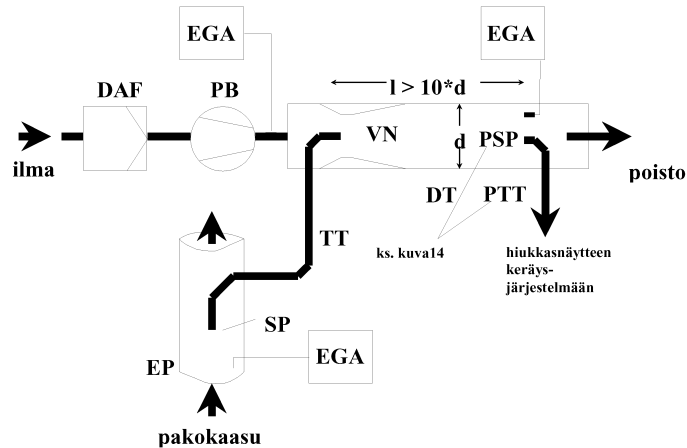 EGA
EGA
DAF
PB
l > 10*d
VN
d
PSP
ilma
poisto
DT
PTT
TT
ks. kuva14
hiukkasnäytteen
keräys-
järjestelmään
SP
EP
EGA
pakokaasu